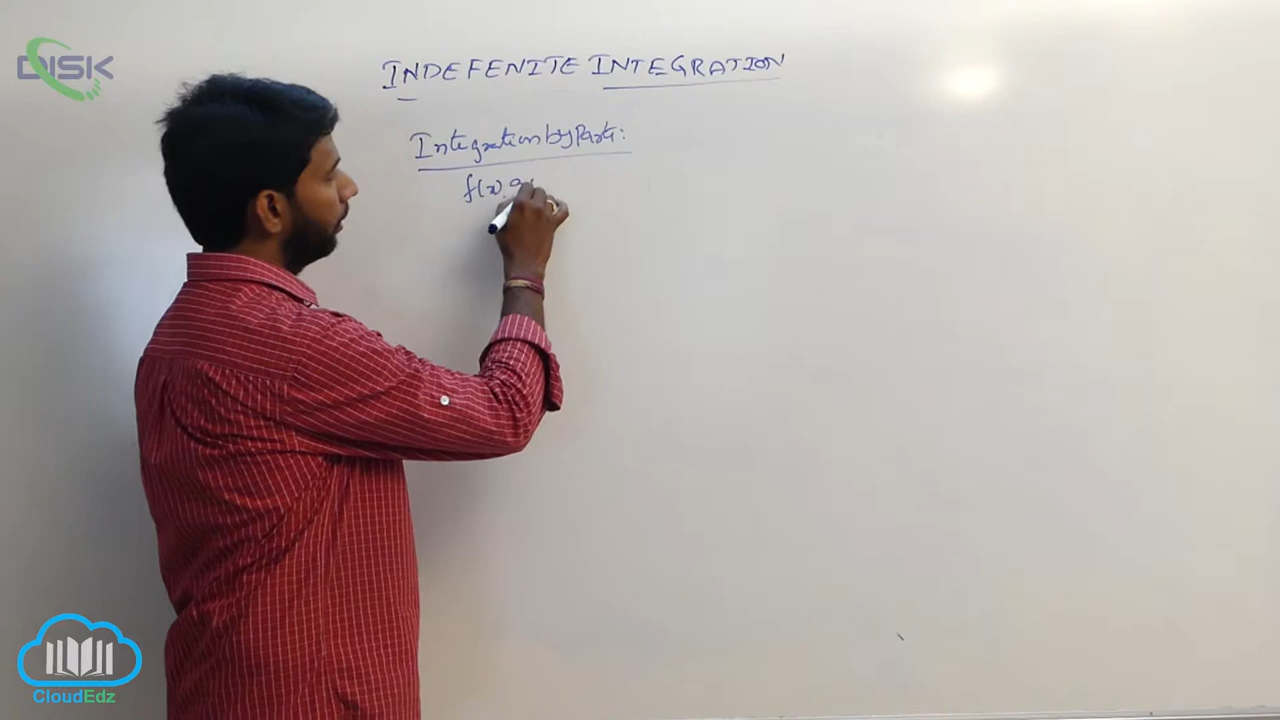 DISK
INDEFENITE INTEGRATION
Integration by Parts:
f(x).
CloudEdz